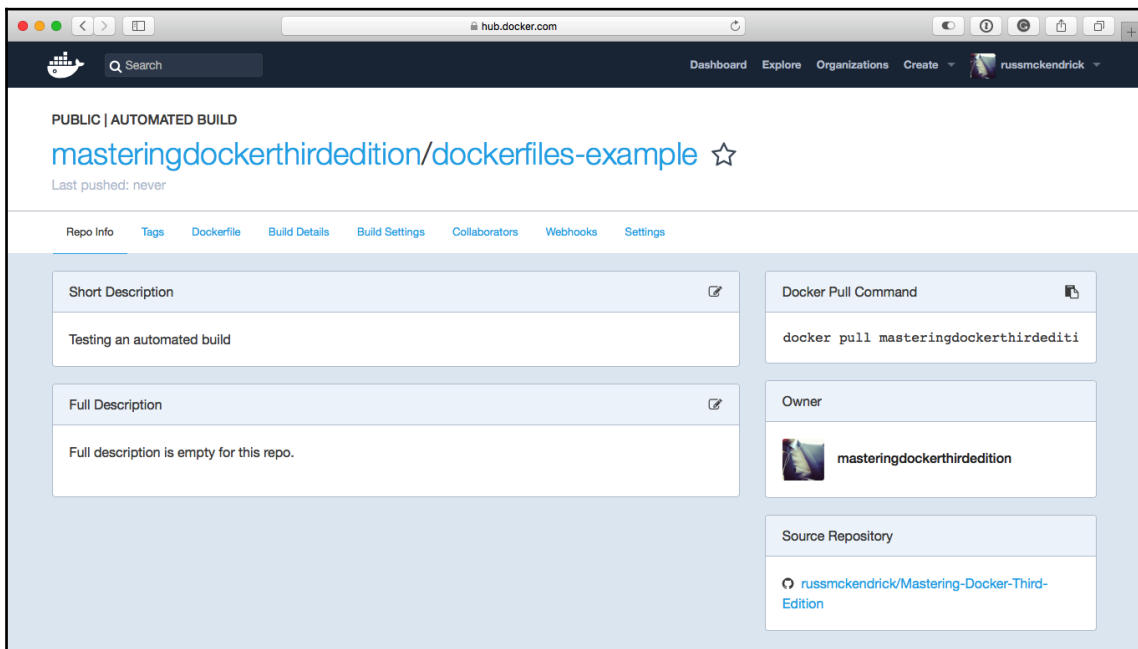 hub.docker.com
Search
Dashboard Explore Organizations Create russmckendrick
PUBLIC | AUTOMATED BUILD
masteringdockerthirdedition/dockerfiles-example
Last pushed: never
Repo Info Tags Dockerfile Build Details Build Settings Collaborators Webhooks Settings
Short Description
Testing an automated build
Full Description
Full description is empty for this repo.
Docker Pull Command
docker pull masteringdockerthirdediti
Owner
masteringdockerthirdedition
Source Repository
russmckendrick/Mastering-Docker-Third-
Edition